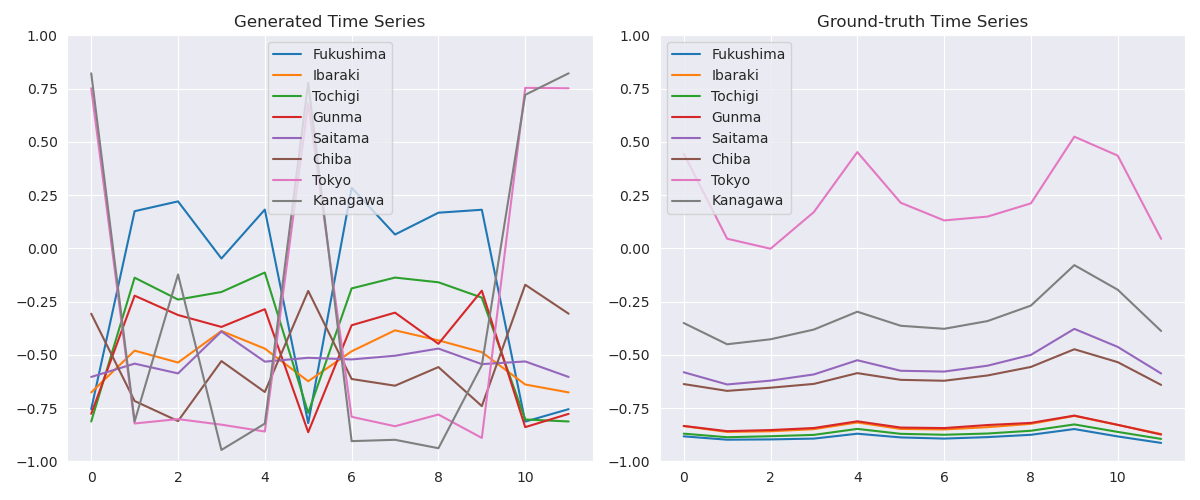 Generated Time Series
1.00
0.75
0.50
0.25
0.00
−0.25
−0.50
−0.75
−1.00
0
2
4
6
8
10
Fukushima
Ibaraki
Tochigi
Gunma
Saitama
Chiba
Tokyo
Kanagawa
Ground-truth Time Series
1.00
0.75
0.50
0.25
0.00
−0.25
−0.50
−0.75
−1.00
0
2
4
6
8
10
Fukushima
Ibaraki
Tochigi
Gunma
Saitama
Chiba
Tokyo
Kanagawa